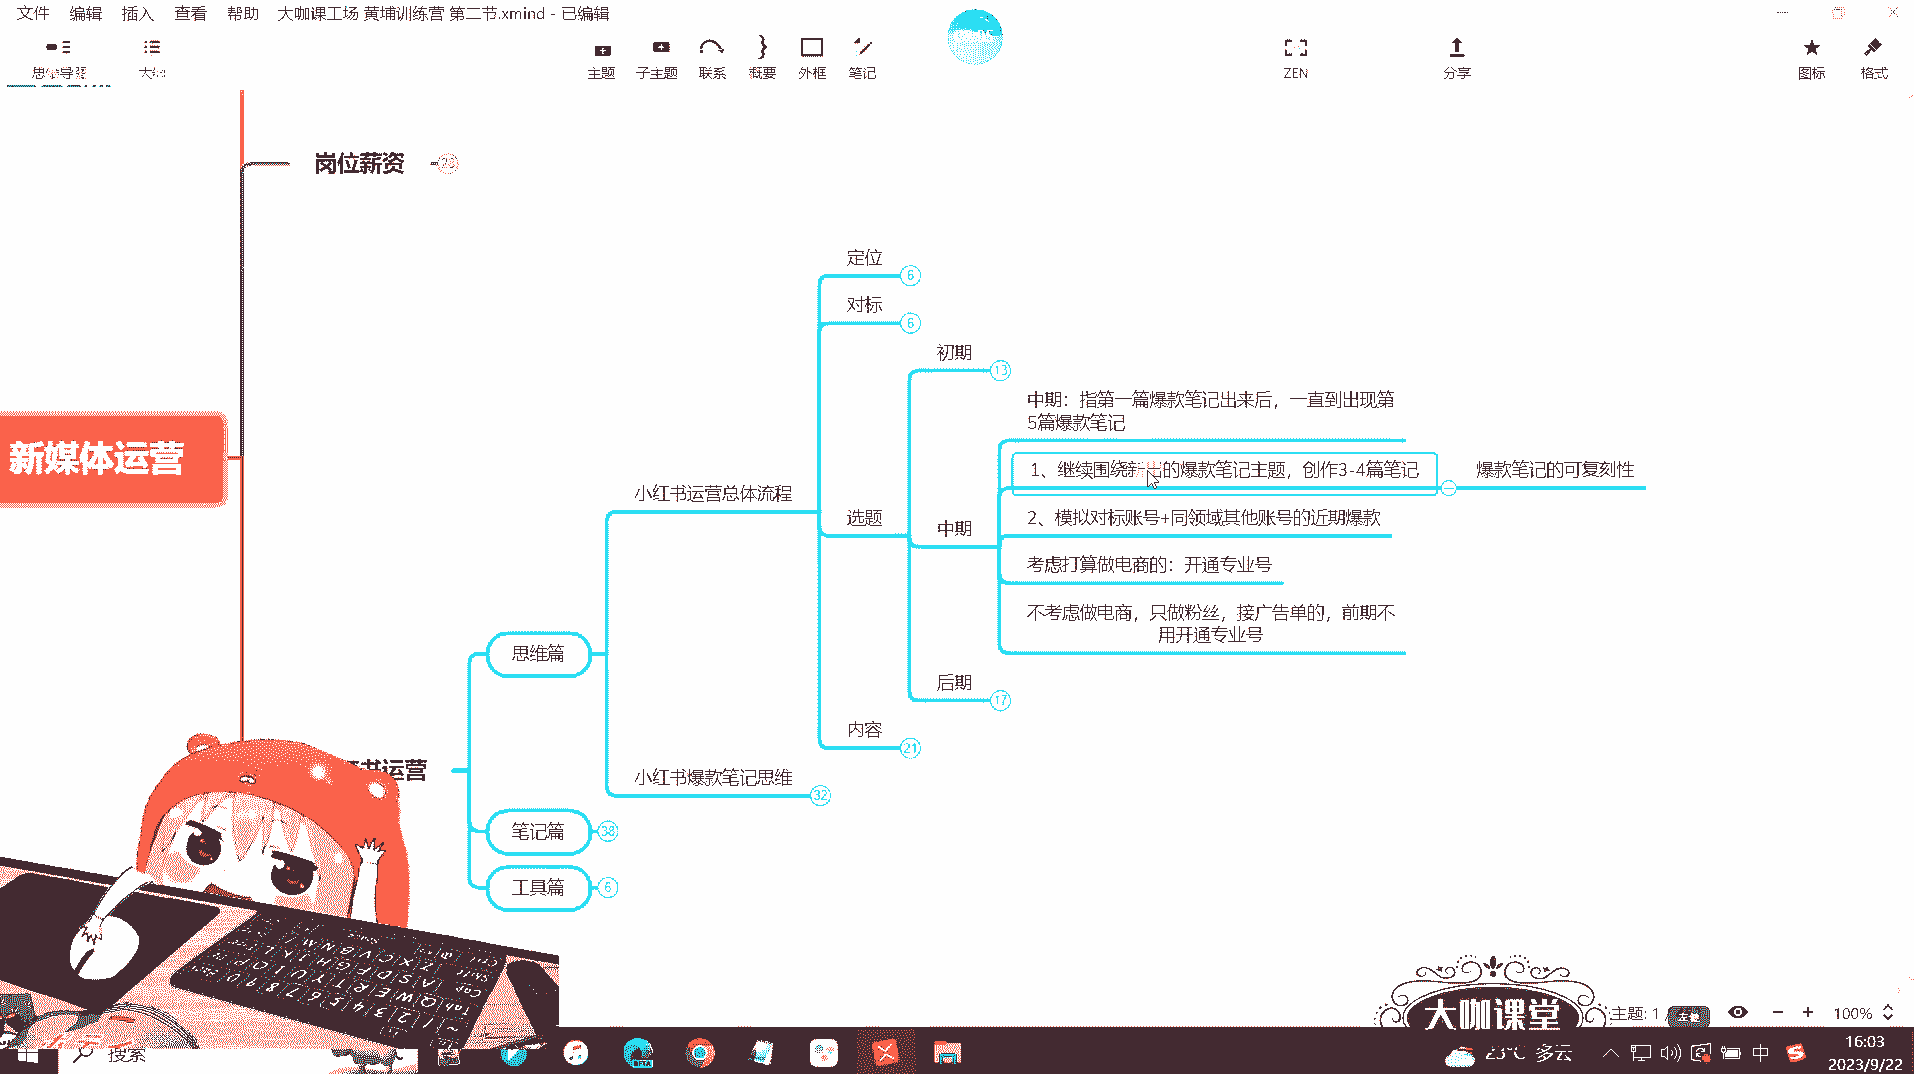 文件 编辑 插入 查看 帮助 大咖课工场 黄埔训练营 第二节.xmind - 已编辑
思维导图 大纲 主题 子主题 联系 概要 外框 笔记 ZEN 分享 图标 格式
岗位薪资 28
定位 6
对标 6
初期 13
中期：指第一篇爆款笔记出来后，一直到出现第
5篇爆款笔记
1、继续围绕新出的爆款笔记主题，创作3-4篇笔记 爆款笔记的可复刻性
新媒体运营
小红书运营总体流程
选题
中期
2、模拟对标账号+同领域其他账号的近期爆款
考虑打算做电商的：开通专业号
不考虑做电商，只做粉丝，接广告单的，前期不
用开通专业号
思维篇
后期 17
内容 21
书运营
小红书爆款笔记思维 32
笔记篇 38
工具篇 6
大咖课堂
主题: 1 / 100%
搜索
23°C 多云 中 16:03
2023/9/22